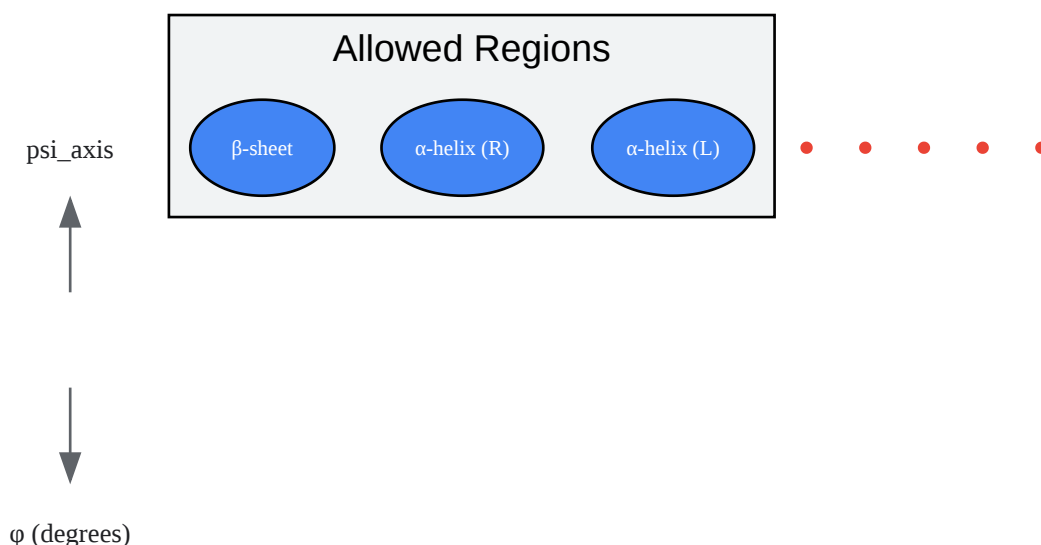 Allowed Regions
psi_axis
β-sheet
α-helix (R)
α-helix (L)
φ (degrees)